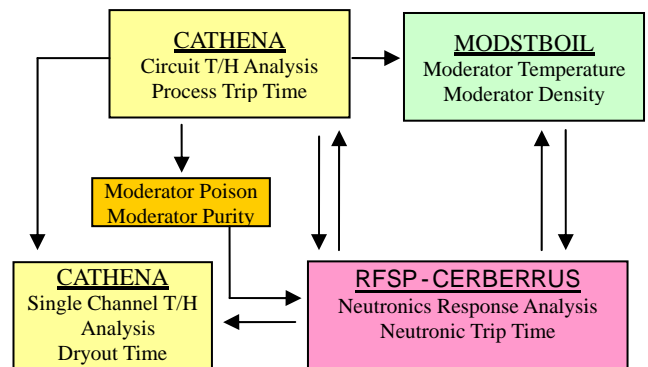 CATHENA
Circuit T/H Analysis
Process Trip Time
MODSTBOIL
Moderator Temperature
Moderator Density
Moderator Poison
Moderator Purity
CATHENA
Single Channel T/H
Analysis
Dryout Time
RFSP-CERBERRUS
Neutronics Response Analysis
Neutronic Trip Time